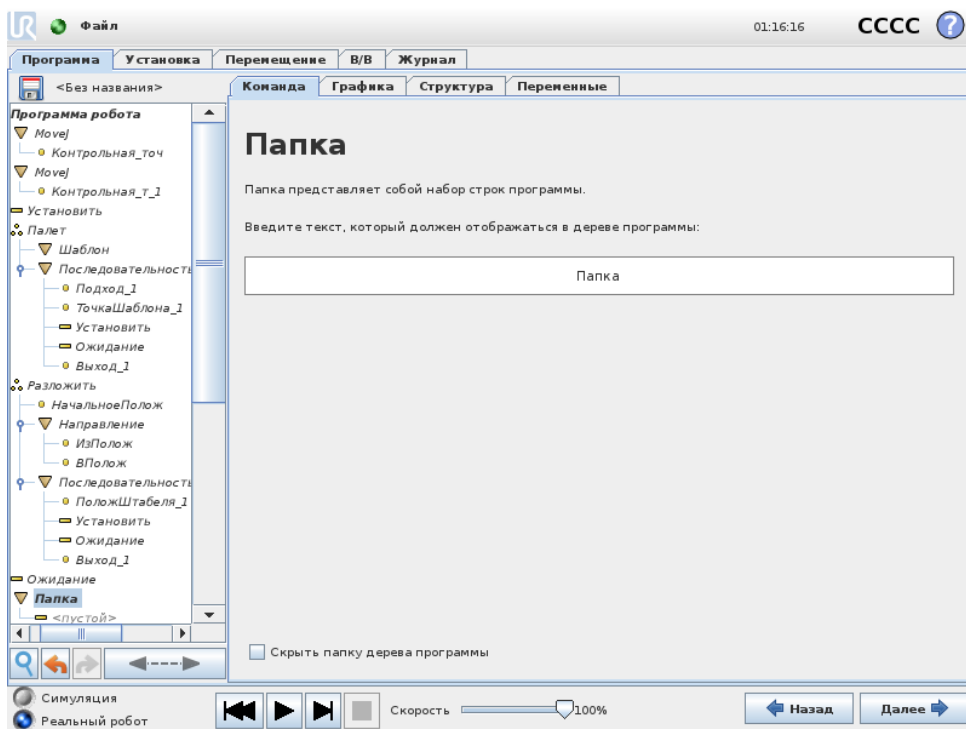 UR Файл 01:16:16 CCCC ?
Программа Установка Перемещение В/В Журнал
<Без названия> Команда Графика Структура Переменные
Программа робота
MoveJ
Контрольная_точ
MoveJ
Контрольная_т_1
Установить
Палет
Шаблон
Последовательность
Подход_1
ТочкаШаблона_1
Установить
Ожидание
Выход_1
Разложить
НачальноеПолож
Направление
ИзПолож
ВПолож
Последовательность
ПоложШтабеля_1
Установить
Ожидание
Выход_1
Ожидание
Папка
<пустой>
Папка
Папка представляет собой набор строк программы.
Введите текст, который должен отображаться в дереве программы:
Папка
Скрыть папку дерева программы
Симуляция
Реальный робот
Скорость 100%
Назад Далее